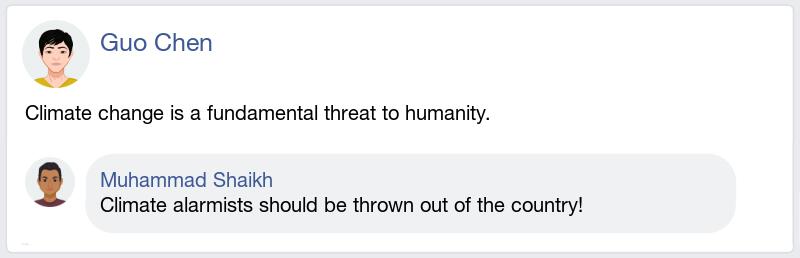 Guo Chen
Climate change is a fundamental threat to humanity.
Muhammad Shaikh
Climate alarmists should be thrown out of the country!